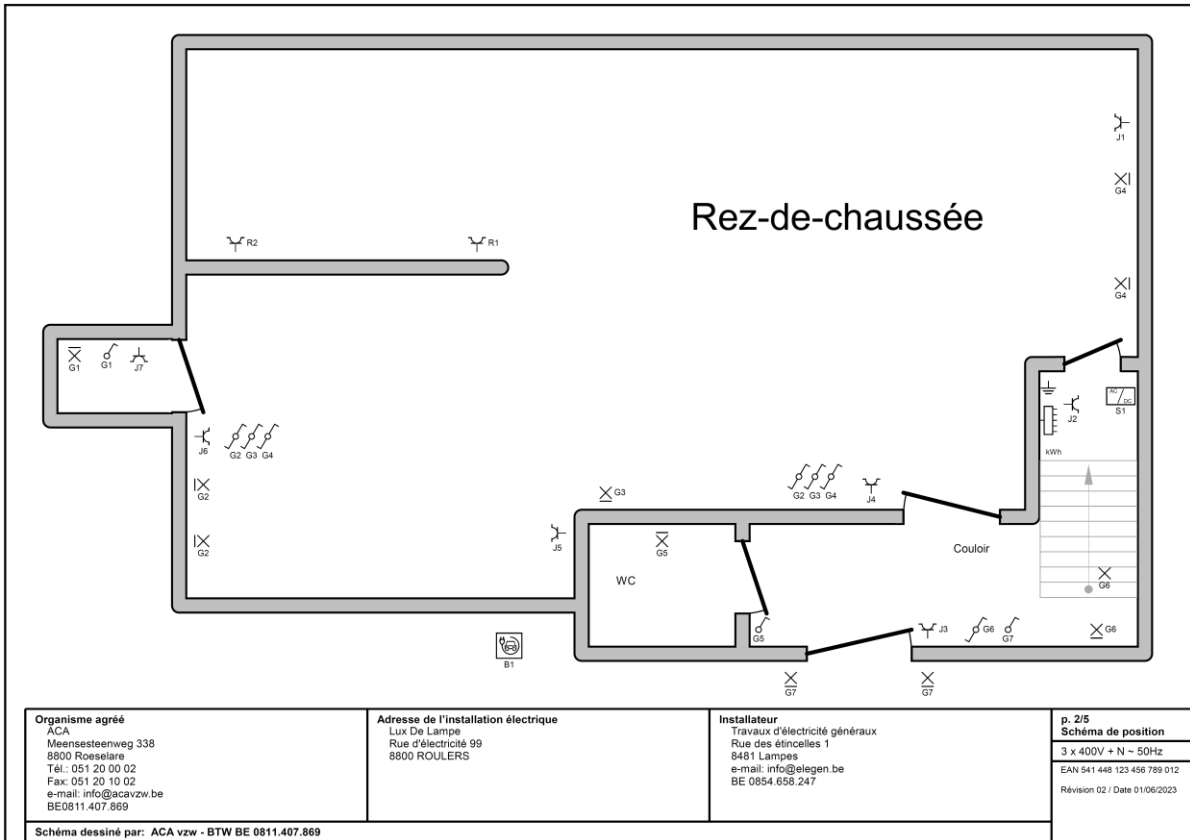 J1
G4
Rez-de-chaussée
R2
R1
G4
G1
G1
J7
AC
DC
S1
J2
kWh
J6
G2 G3 G4
G2
G2
G3
G2 G3 G4
J4
J5
G5
Couloir
WC
G6
G5
J3
G6
G7
G6
B1
G7
G7
Organisme agréé
ACA
Meensesteenweg 338
8800 Roeselare
Tél.: 051 20 00 02
Fax: 051 20 10 02
e-mail: info@acavzw.be
BE0811.407.869
Adresse de l'installation électrique
Lux De Lampe
Rue d'électricité 99
8800 ROULERS
Installateur
Travaux d'électricité généraux
Rue des étincelles 1
8481 Lampes
e-mail: info@elegen.be
BE 0854.658.247
p. 2/5
Schéma de position
3 x 400V + N ~ 50Hz
EAN 541 448 123 456 789 012
Révision 02 / Date 01/06/2023
Schéma dessiné par: ACA vzw - BTW BE 0811.407.869